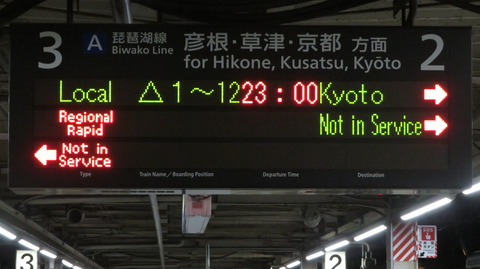 3 A 琵琶湖線 彦根・草津・京都 方面 2
Biwako Line for Hikone, Kusatsu, Kyōto
Local △ 1～12 23:00 Kyoto →
Regional Rapid Not in Service →
← Not in Service
Type Train Name／Boarding Position Departure Time Destination
3 2